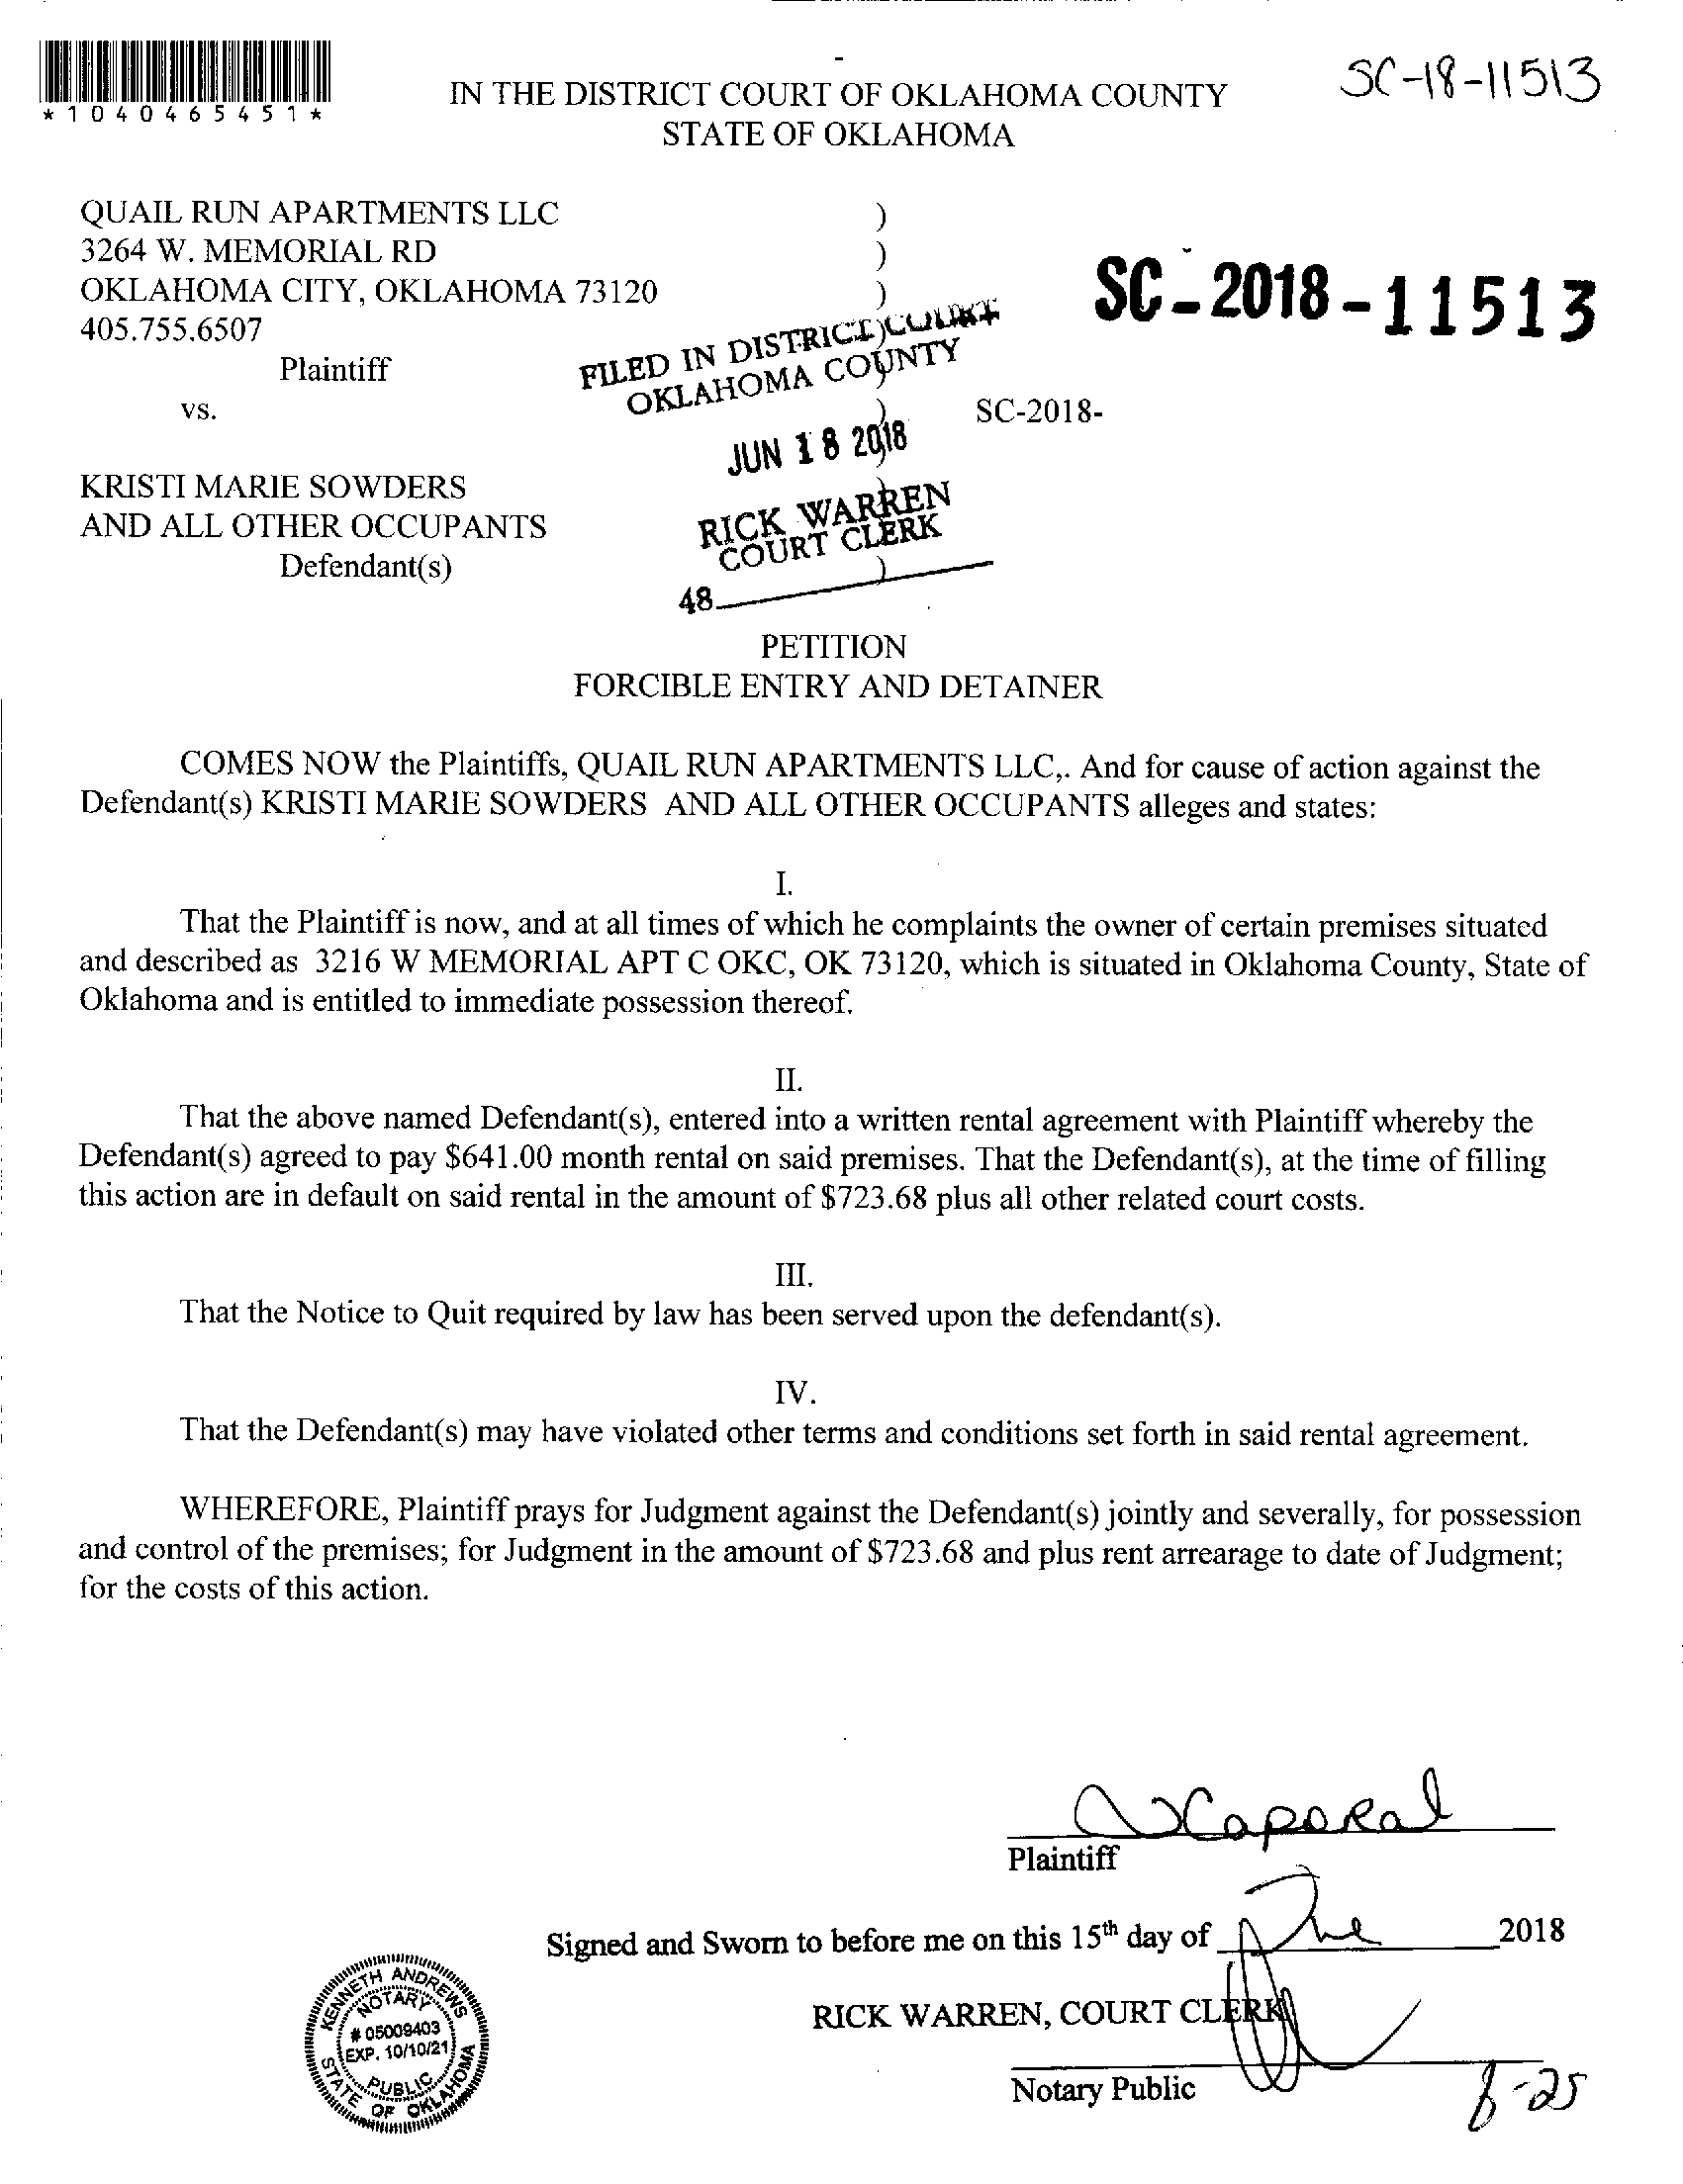 *1040465451*
SC-18-11513
IN THE DISTRICT COURT OF OKLAHOMA COUNTY
STATE OF OKLAHOMA
QUAIL RUN APARTMENTS LLC )
3264 W. MEMORIAL RD )
OKLAHOMA CITY, OKLAHOMA 73120 )
405.755.6507
SC-2018-11513
Plaintiff
FILED IN DISTRICT COURT
OKLAHOMA COUNTY
vs. ) SC-2018-
JUN 18 2018
KRISTI MARIE SOWDERS
AND ALL OTHER OCCUPANTS
Defendant(s) )
RICK WARREN
COURT CLERK
48
PETITION
FORCIBLE ENTRY AND DETAINER
COMES NOW the Plaintiffs, QUAIL RUN APARTMENTS LLC,. And for cause of action against the
Defendant(s) KRISTI MARIE SOWDERS AND ALL OTHER OCCUPANTS alleges and states:
I.
That the Plaintiff is now, and at all times of which he complaints the owner of certain premises situated
and described as 3216 W MEMORIAL APT C OKC, OK 73120, which is situated in Oklahoma County, State of
Oklahoma and is entitled to immediate possession thereof.
II.
That the above named Defendant(s), entered into a written rental agreement with Plaintiff whereby the
Defendant(s) agreed to pay $641.00 month rental on said premises. That the Defendant(s), at the time of filling
this action are in default on said rental in the amount of $723.68 plus all other related court costs.
III.
That the Notice to Quit required by law has been served upon the defendant(s).
IV.
That the Defendant(s) may have violated other terms and conditions set forth in said rental agreement.
WHEREFORE, Plaintiff prays for Judgment against the Defendant(s) jointly and severally, for possession
and control of the premises; for Judgment in the amount of $723.68 and plus rent arrearage to date of Judgment;
for the costs of this action.
Caporal
Plaintiff
Signed and Sworn to before me on this 15th day of June 2018
RICK WARREN, COURT CLERK
Notary Public
KENNETH ANDREWS
NOTARY
# 05009403
EXP. 10/10/21
PUBLIC
STATE OF OKLAHOMA